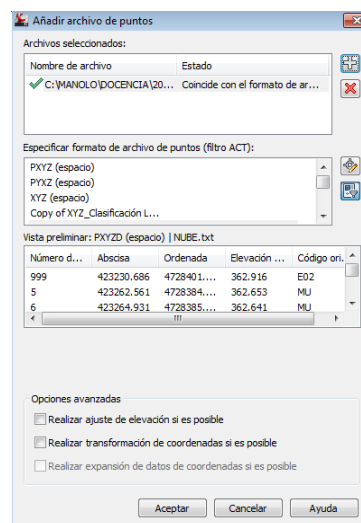 Añadir archivo de puntos
Archivos seleccionados:
Nombre de archivo Estado
C:\MANOLO\DOCENCIA\20... Coincide con el formato de ar...
Especificar formato de archivo de puntos (filtro ACT):
PXYZ (espacio)
PYXZ (espacio)
XYZ (espacio)
Copy of XYZ_Clasificación L...
Vista preliminar: PXYZD (espacio) | NUBE.txt
Número d... Abscisa Ordenada Elevación ... Código ori.
999 423230.686 4728401.... 362.916 E02
5 423262.561 4728384.... 362.653 MU
6 423264.931 4728385.... 362.641 MU
Opciones avanzadas
Realizar ajuste de elevación si es posible
Realizar transformación de coordenadas si es posible
Realizar expansión de datos de coordenadas si es posible
Aceptar Cancelar Ayuda